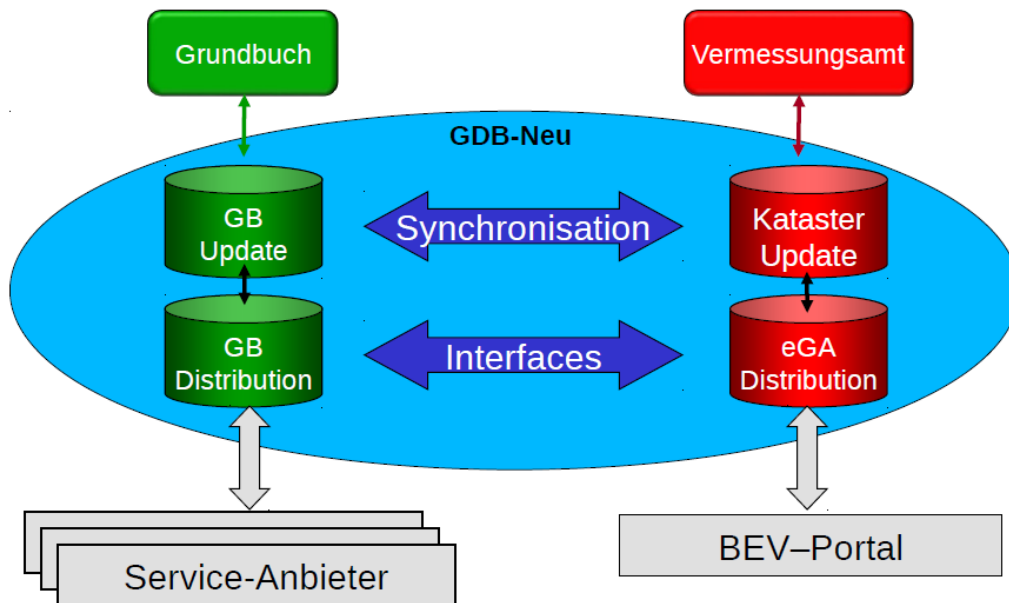 Grundbuch
Vermessungsamt
GDB-Neu
GB
Update
Synchronisation
Kataster
Update
GB
Distribution
Interfaces
eGA
Distribution
Service-Anbieter
BEV–Portal